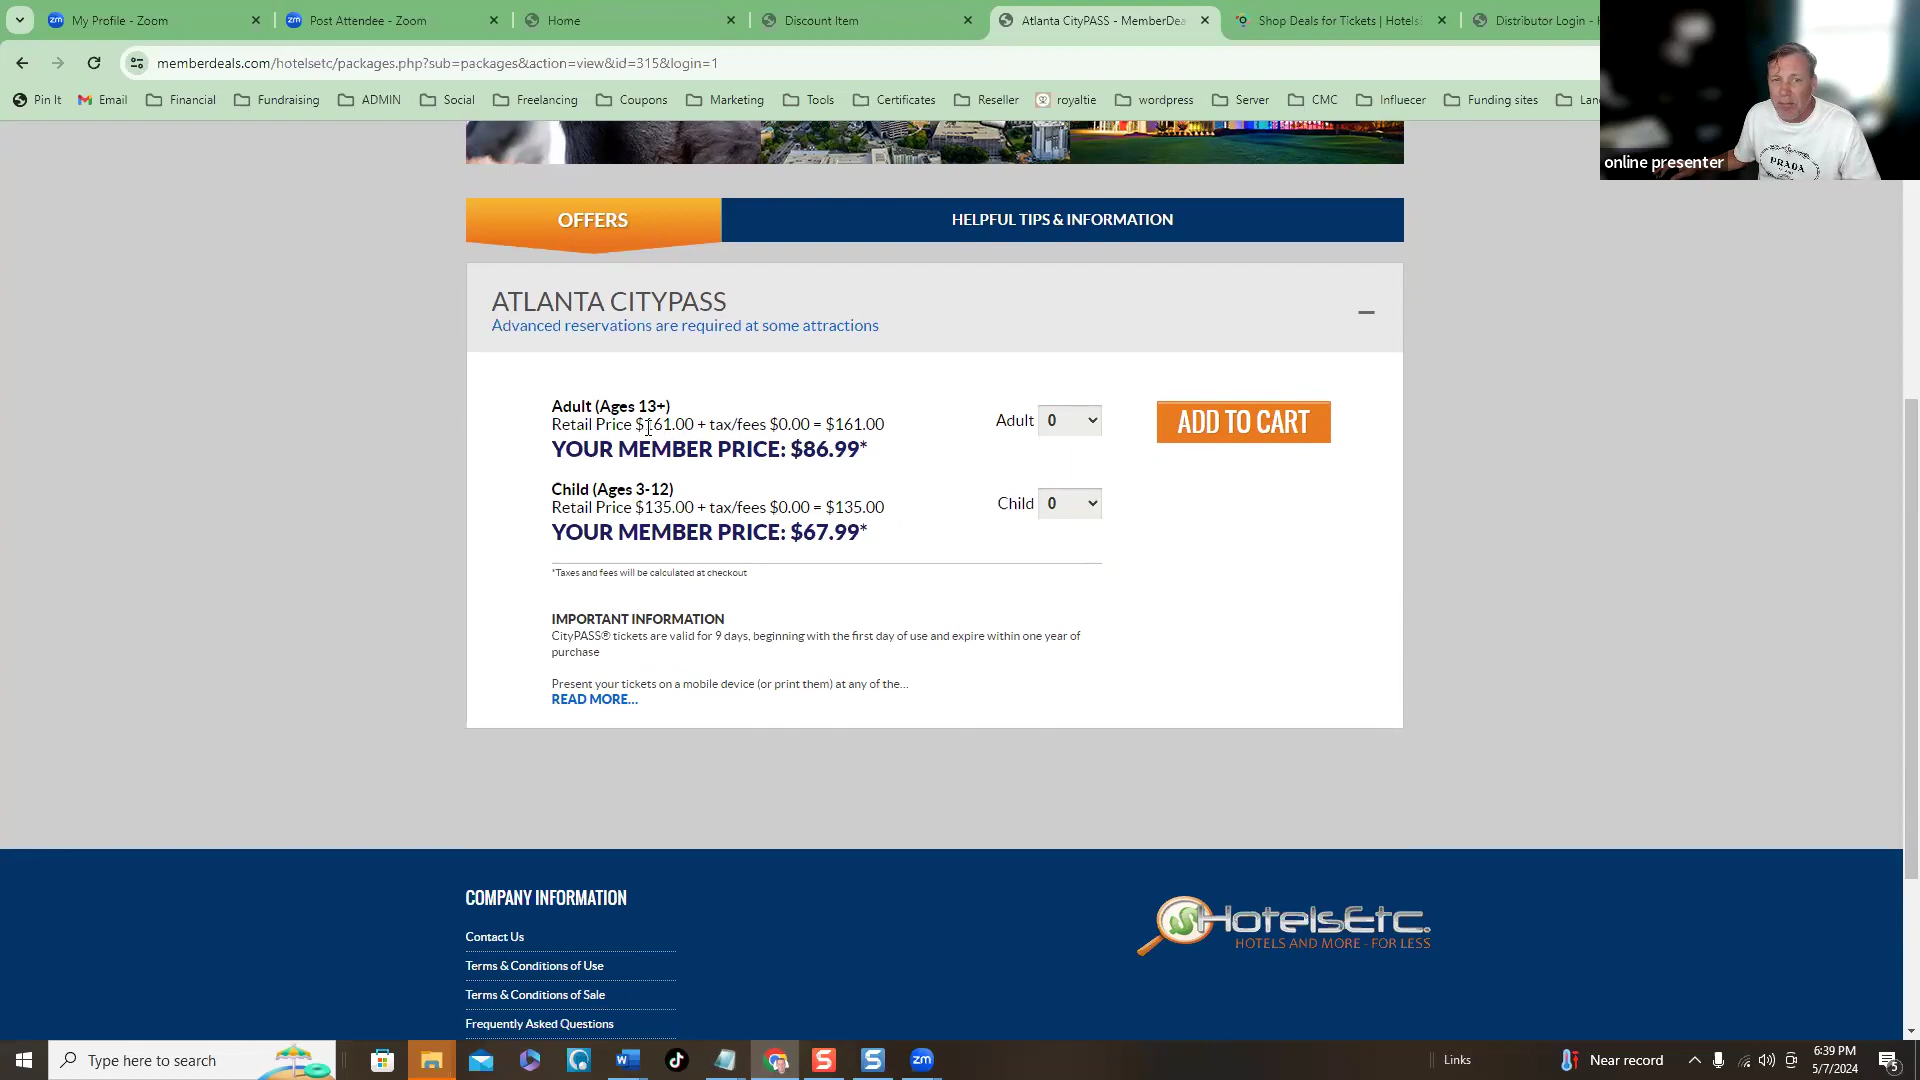 My Profile - Zoom
Post Attendee - Zoom
Home
Discount Item
Atlanta CityPASS - MemberDea
Shop Deals for Tickets | Hotels
Distributor Login -
memberdeals.com/hotelsetc/packages.php?sub=packages&action=view&id=315&login=1
Pin It
Email
Financial
Fundraising
ADMIN
Social
Freelancing
Coupons
Marketing
Tools
Certificates
Reseller
royaltie
wordpress
Server
CMC
Influecer
Funding sites
Lan
PRADA
online presenter
OFFERS
HELPFUL TIPS & INFORMATION
ATLANTA CITYPASS
Advanced reservations are required at some attractions
Adult (Ages 13+)
Retail Price $161.00 + tax/fees $0.00 = $161.00
YOUR MEMBER PRICE: $86.99*
Adult 0
ADD TO CART
Child (Ages 3-12)
Retail Price $135.00 + tax/fees $0.00 = $135.00
YOUR MEMBER PRICE: $67.99*
Child 0
*Taxes and fees will be calculated at checkout
IMPORTANT INFORMATION
CityPASS® tickets are valid for 9 days, beginning with the first day of use and expire within one year of
purchase
Present your tickets on a mobile device (or print them) at any of the...
READ MORE...
COMPANY INFORMATION
Contact Us
Terms & Conditions of Use
Terms & Conditions of Sale
Frequently Asked Questions
$HotelsEtc.
HOTELS AND MORE - FOR LESS
Type here to search
Links
Near record
6:39 PM
5/7/2024
5